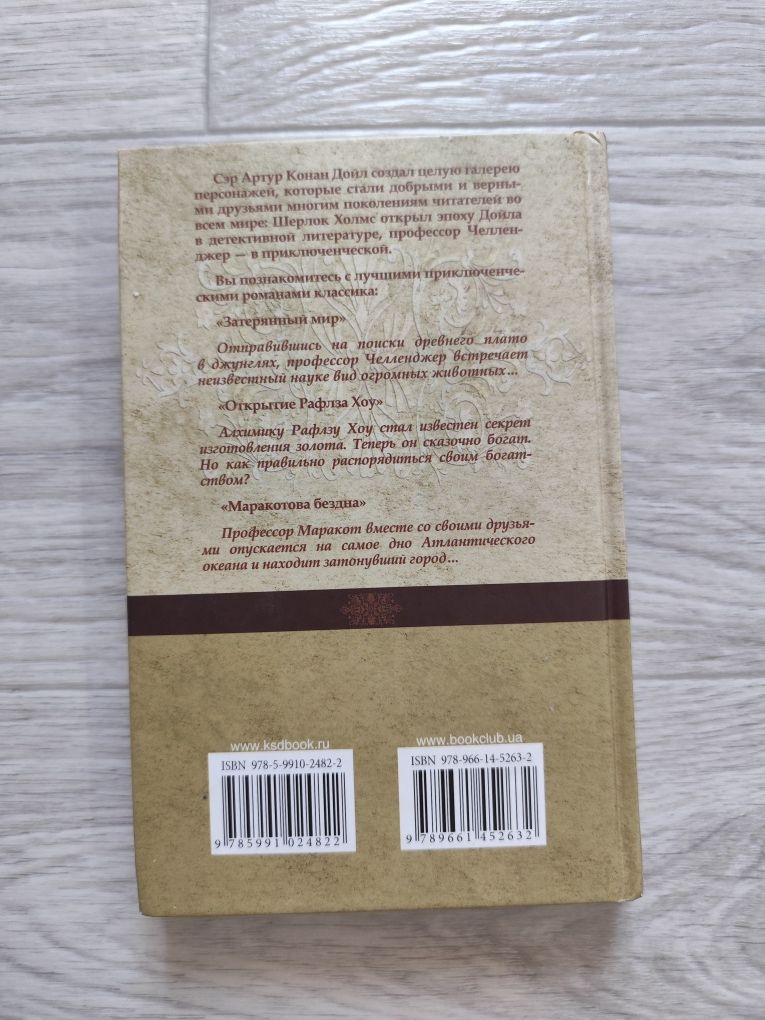 Сэр Артур Конан Дойл создал целую галерею
персонажей, которые стали добрыми и верны-
ми друзьями многим поколениям читателей во
всем мире: Шерлок Холмс открыл эпоху Дойла
в детективной литературе, профессор Челлен-
джер — в приключенческой.
Вы познакомитесь с лучшими приключенче-
скими романами классика:
«Затерянный мир»
Отправившись на поиски древнего плато
в джунглях, профессор Челленджер встречает
неизвестный науке вид огромных животных...
«Открытие Рафлза Хоу»
Алхимику Рафлзу Хоу стал известен секрет
изготовления золота. Теперь он сказочно богат.
Но как правильно распорядиться своим богат-
ством?
«Маракотова бездна»
Профессор Маракот вместе со своими друзья-
ми опускается на самое дно Атлантического
океана и находит затонувший город...
www.ksdbook.ru
ISBN 978-5-9910-2482-2
9 785991 024822
www.bookclub.ua
ISBN 978-966-14-5263-2
9 789661 452632